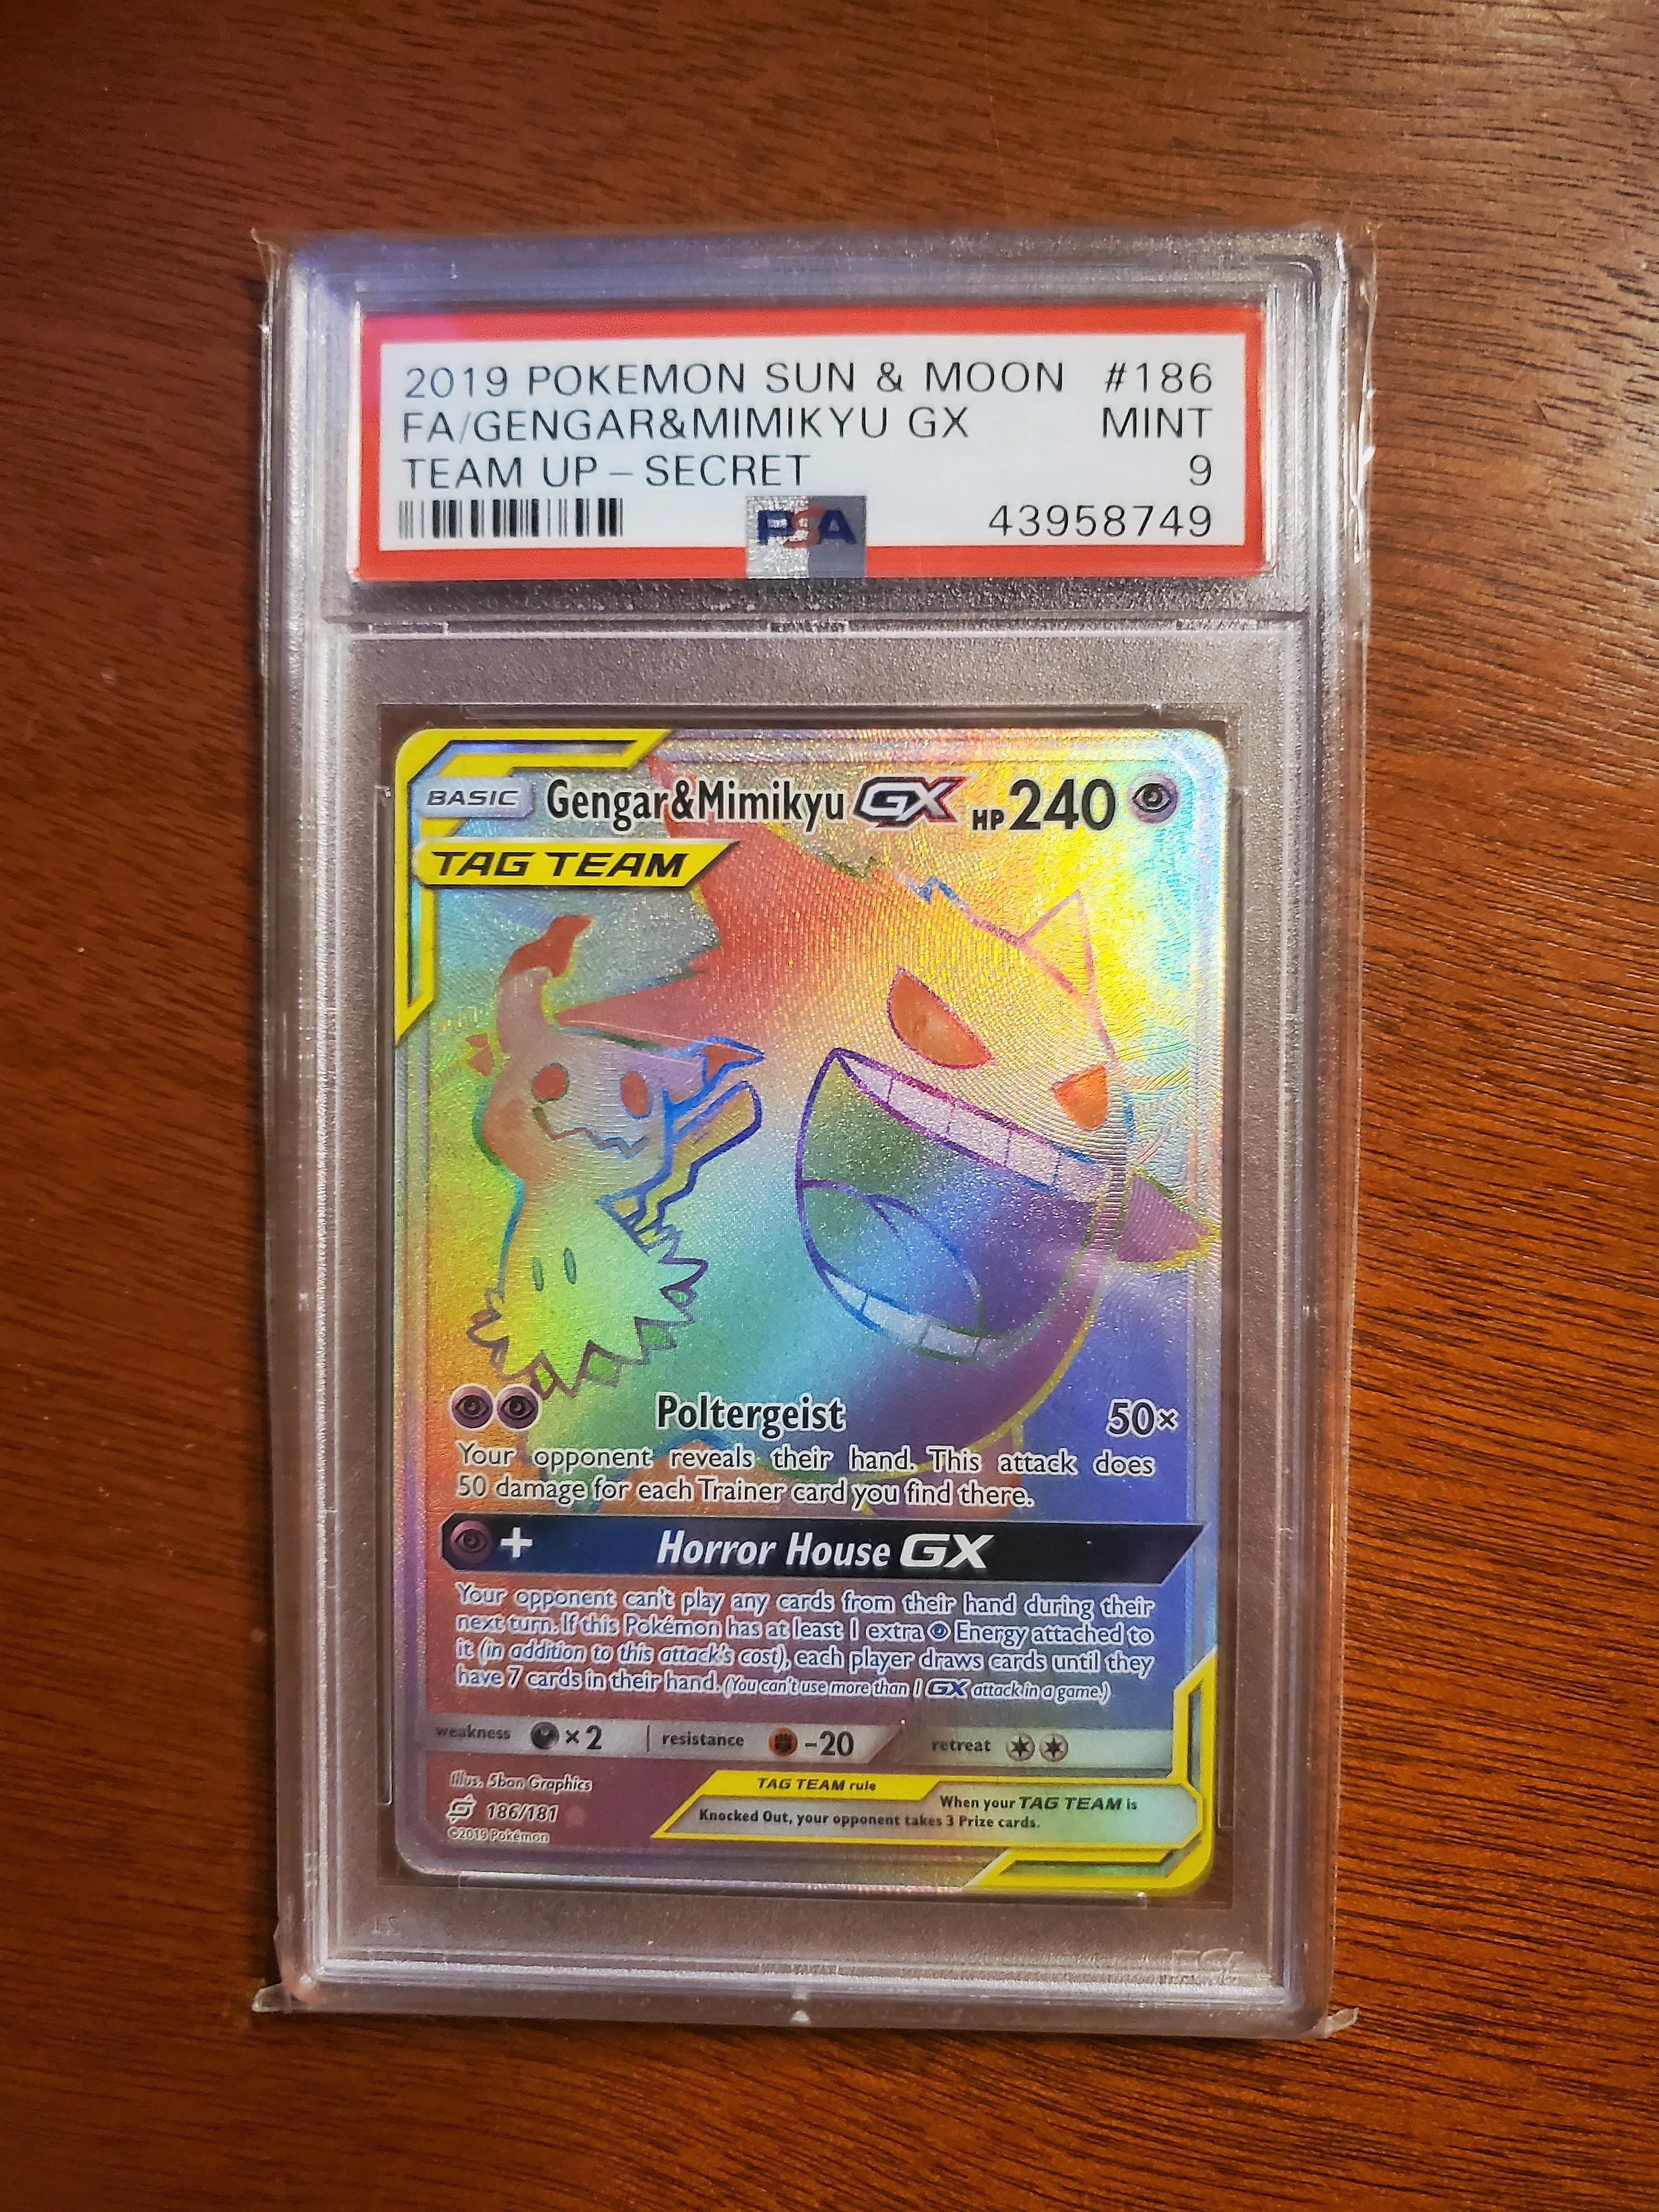 2019 POKEMON SUN & MOON #186
FA/GENGAR&MIMIKYU GX MINT
TEAM UP – SECRET 9
PSA 43958749
BASIC Gengar&Mimikyu GX HP 240
TAG TEAM
Poltergeist 50×
Your opponent reveals their hand. This attack does
50 damage for each Trainer card you find there.
+ Horror House GX
Your opponent can't play any cards from their hand during their
next turn. If this Pokémon has at least 1 extra Energy attached to
it (in addition to this attack's cost), each player draws cards until they
have 7 cards in their hand. (You can't use more than 1 GX attack in a game.)
weakness ×2 resistance -20 retreat
Illus. 5ban Graphics
TAG TEAM rule
When your TAG TEAM is
Knocked Out, your opponent takes 3 Prize cards.
186/181
©2019 Pokémon
PSA